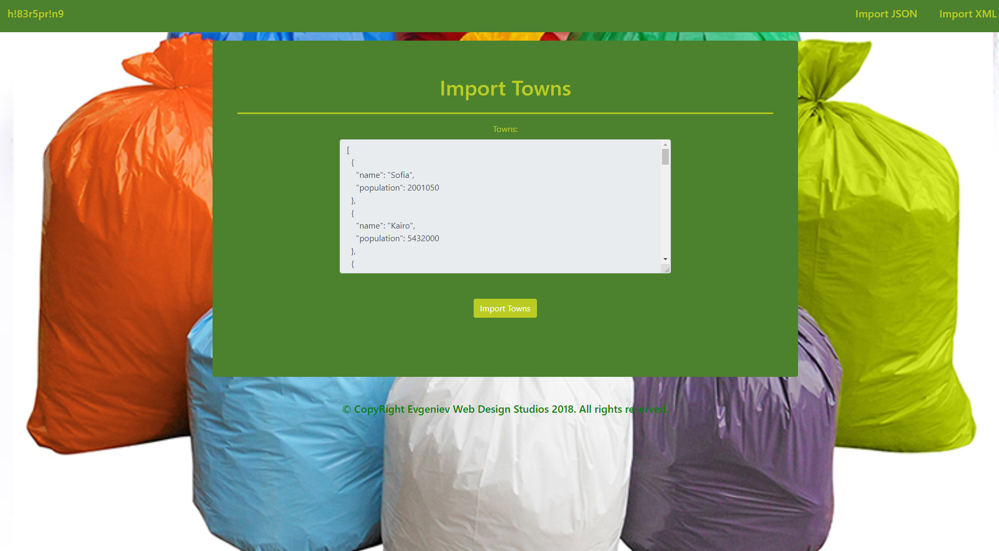 h!83r5pr!n9
Import JSON
Import XML
Import Towns
Towns:
[
{
"name": "Sofia",
"population": 2001050
},
{
"name": "Kairo",
"population": 5432000
},
{
Import Towns
© CopyRight Evgeniev Web Design Studios 2018. All rights reserved.